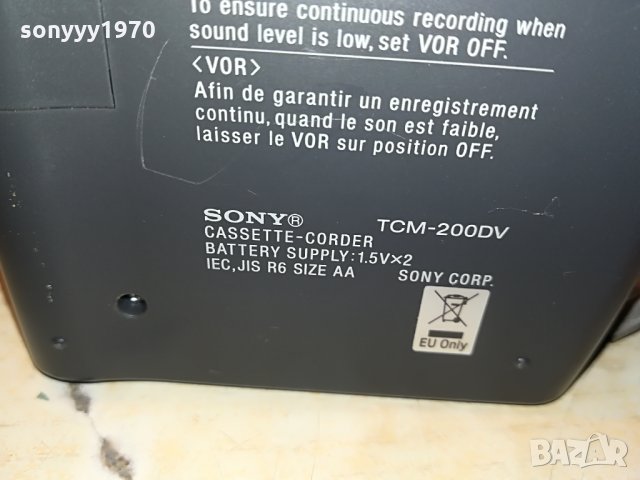 sonyyy1970
To ensure continuous recording when
sound level is low, set VOR OFF.
<VOR>
Afin de garantir un enregistrement
continu, quand le son est faible,
laisser le VOR sur position OFF.
SONY® TCM-200DV
CASSETTE-CORDER
BATTERY SUPPLY:1.5V×2
IEC, JIS R6 SIZE AA SONY CORP.
EU Only
BAZAR